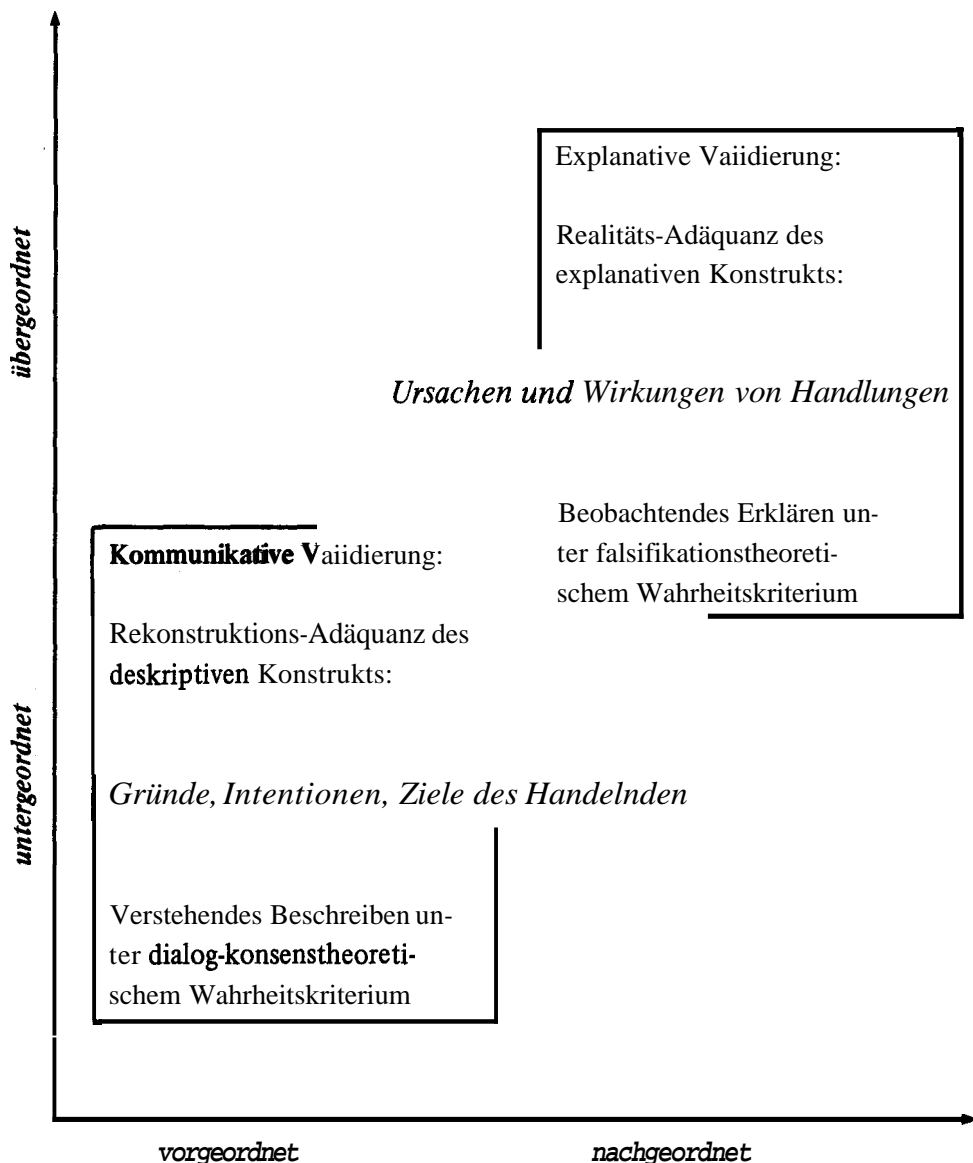 übergeordnet
Explanative Vaiidierung:
Realitäts-Adäquanz des
explanativen Konstrukts:
Ursachen und Wirkungen von Handlungen
Beobachtendes Erklären un-
ter falsifikationstheoreti-
schem Wahrheitskriterium
untergeordnet
Kommunikative Vaiidierung:
Rekonstruktions-Adäquanz des
deskriptiven Konstrukts:
Gründe, Intentionen, Ziele des Handelnden
Verstehendes Beschreiben un-
ter dialog-konsenstheoreti-
schem Wahrheitskriterium
vorgeordnet
nachgeordnet